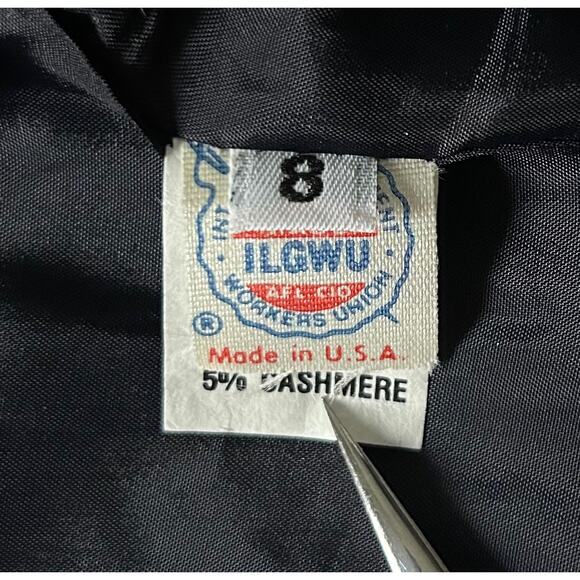 8
ILGWU
AFL-CIO
WORKERS UNION
®
Made in U.S.A.
5% CASHMERE